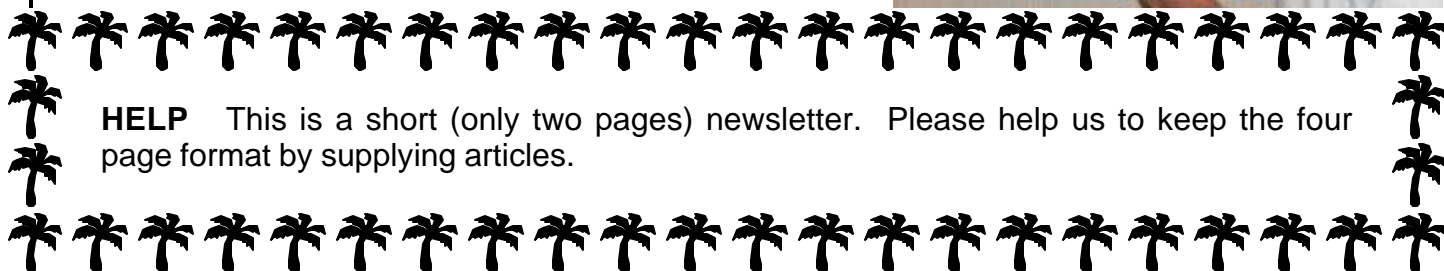 HELP This is a short (only two pages) newsletter. Please help us to keep the four
page format by supplying articles.